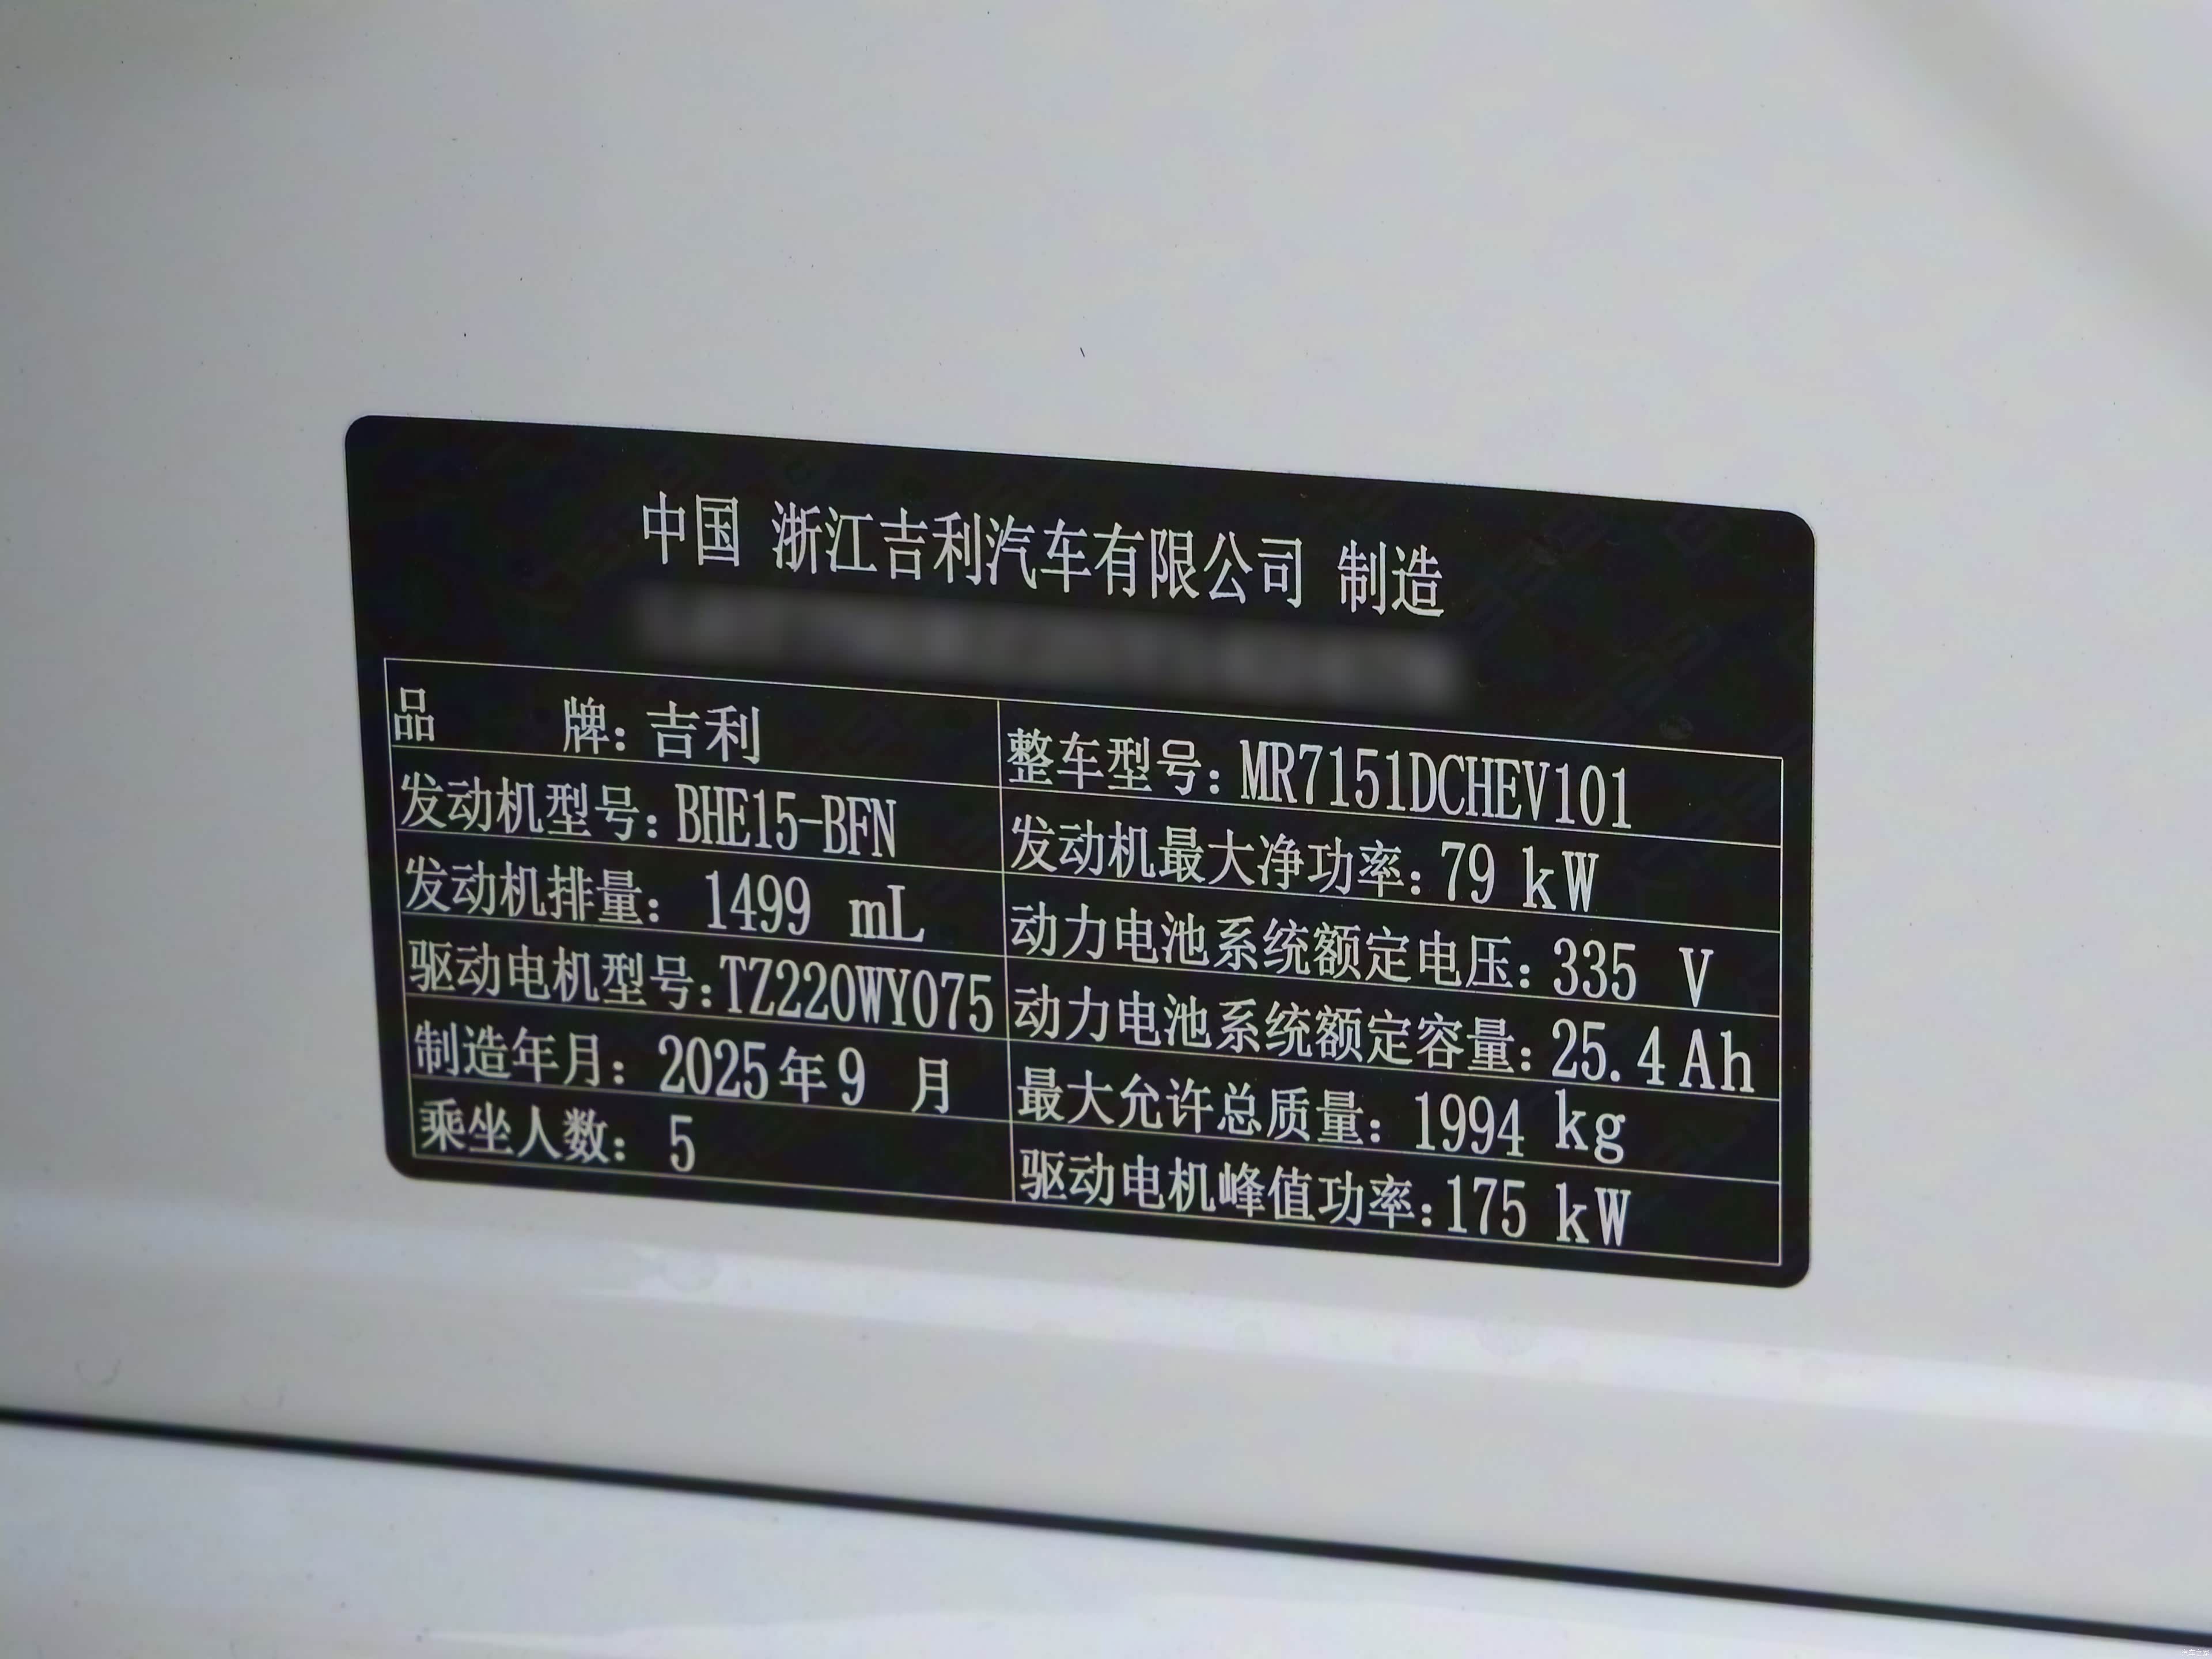 中国 浙江吉利汽车有限公司 制造
品 牌：吉利 整车型号：MR7151DCHEV101
发动机型号：BHE15-BFN 发动机最大净功率：79 kW
发动机排量： 1499 mL 动力电池系统额定电压：335 V
驱动电机型号：TZ220WY075 动力电池系统额定容量：25.4Ah
制造年月： 2025年9 月 最大允许总质量： 1994 kg
乘坐人数： 5 驱动电机峰值功率：175 kW
汽车之家